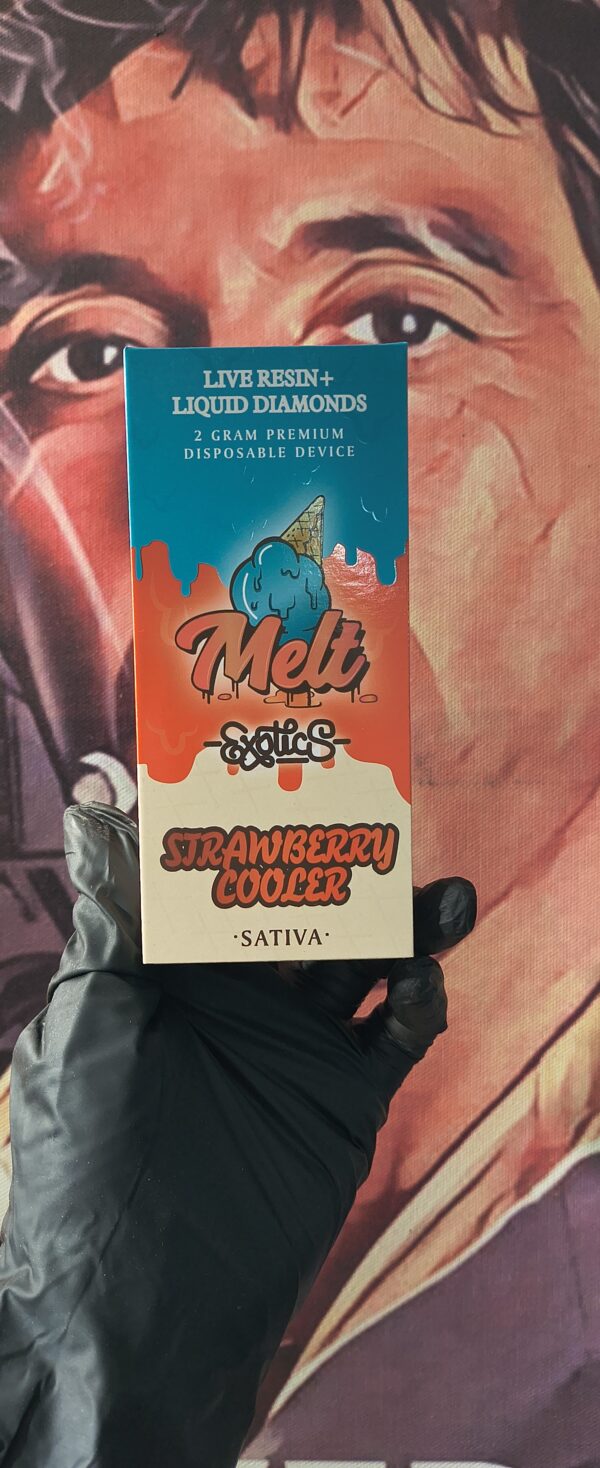 LIVE RESIN+
LIQUID DIAMONDS
2 GRAM PREMIUM
DISPOSABLE DEVICE
Melt
Exotics
STRAWBERRY
COOLER
·SATIVA·